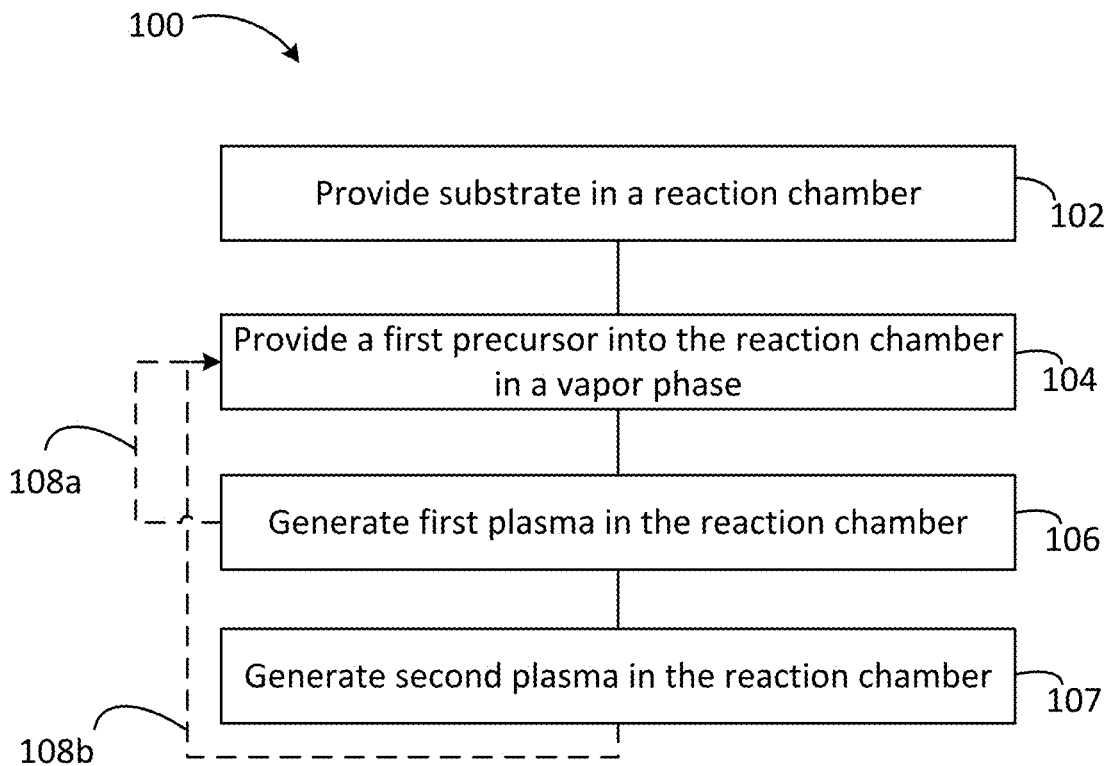 100
Provide substrate in a reaction chamber
102
Provide a first precursor into the reaction chamber
in a vapor phase
104
108a
Generate first plasma in the reaction chamber
106
Generate second plasma in the reaction chamber
107
108b